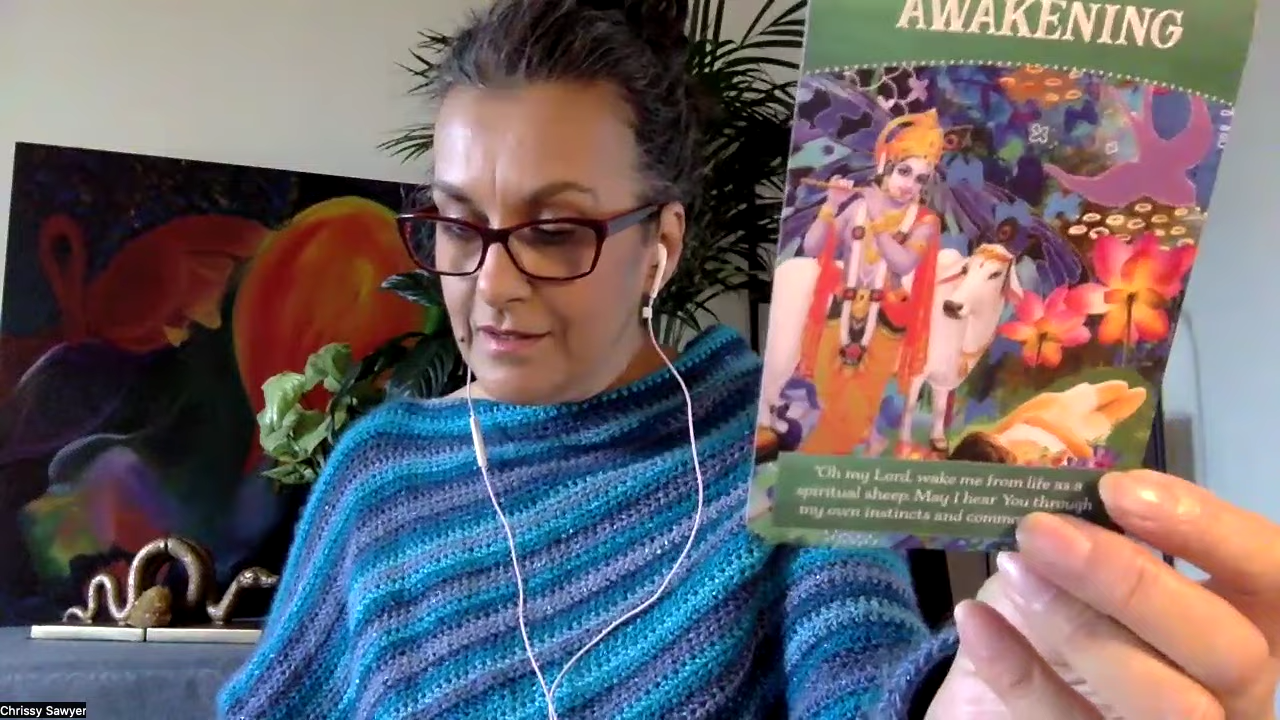 AWAKENING
"Oh my Lord, wake me from life as a
spiritual sheep. May I hear You through
my own instincts and
Chrissy Sawyer